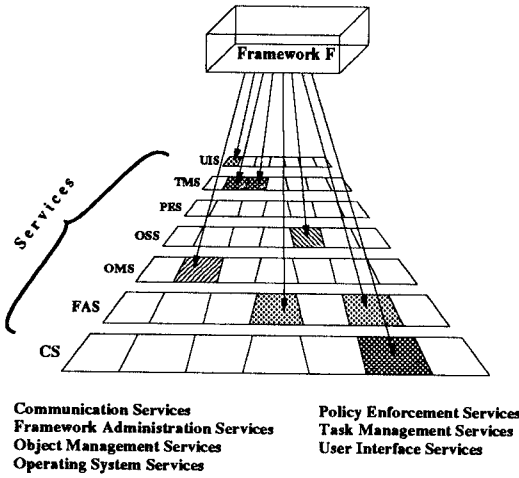 Framework F
Services
UIS
TMS
PES
OSS
OMS
FAS
CS
Communication Services
Framework Administration Services
Object Management Services
Operating System Services
Policy Enforcement Services
Task Management Services
User Interface Services